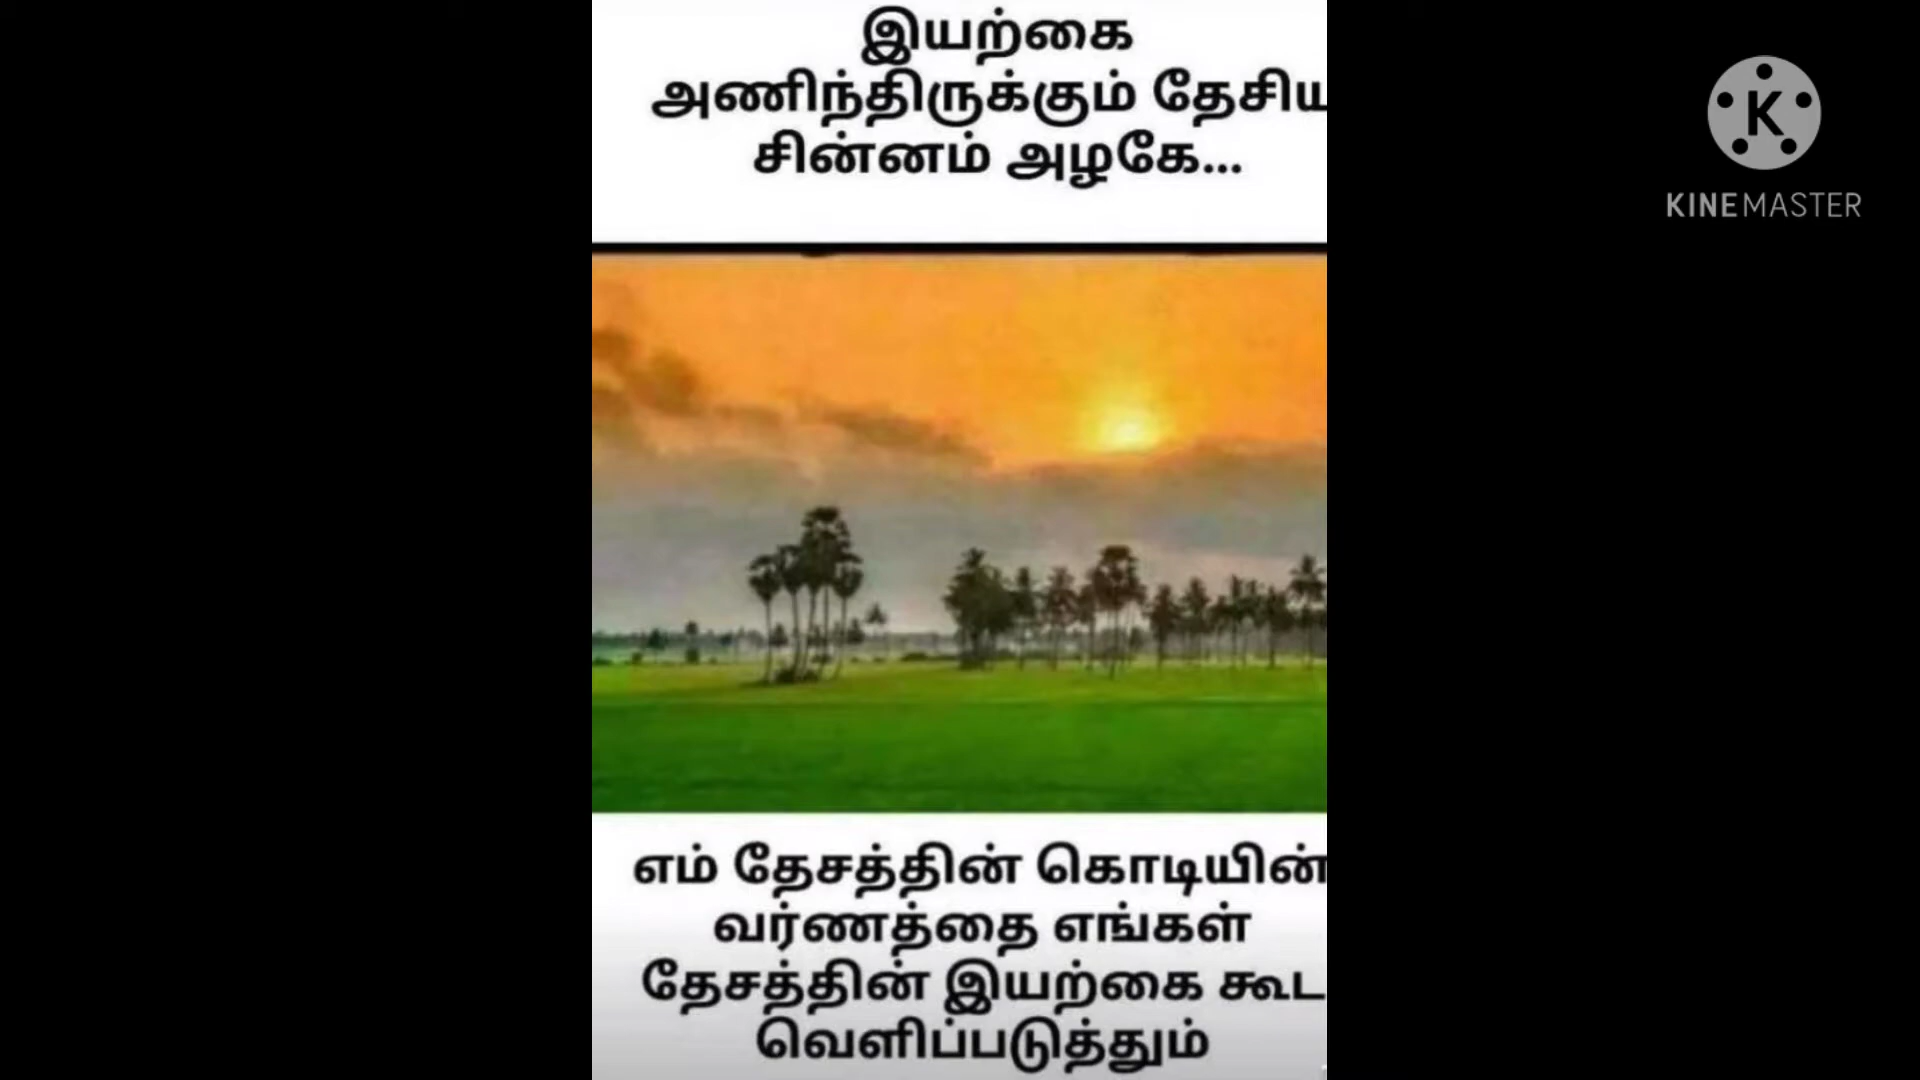 இயற்கை
அணிந்திருக்கும் தேசிய
சின்னம் அழகே...
KINEMASTER
எம் தேசத்தின் கொடியின்
வர்ணத்தை எங்கள்
தேசத்தின் இயற்கை கூட
வெளிப்படுத்தும்